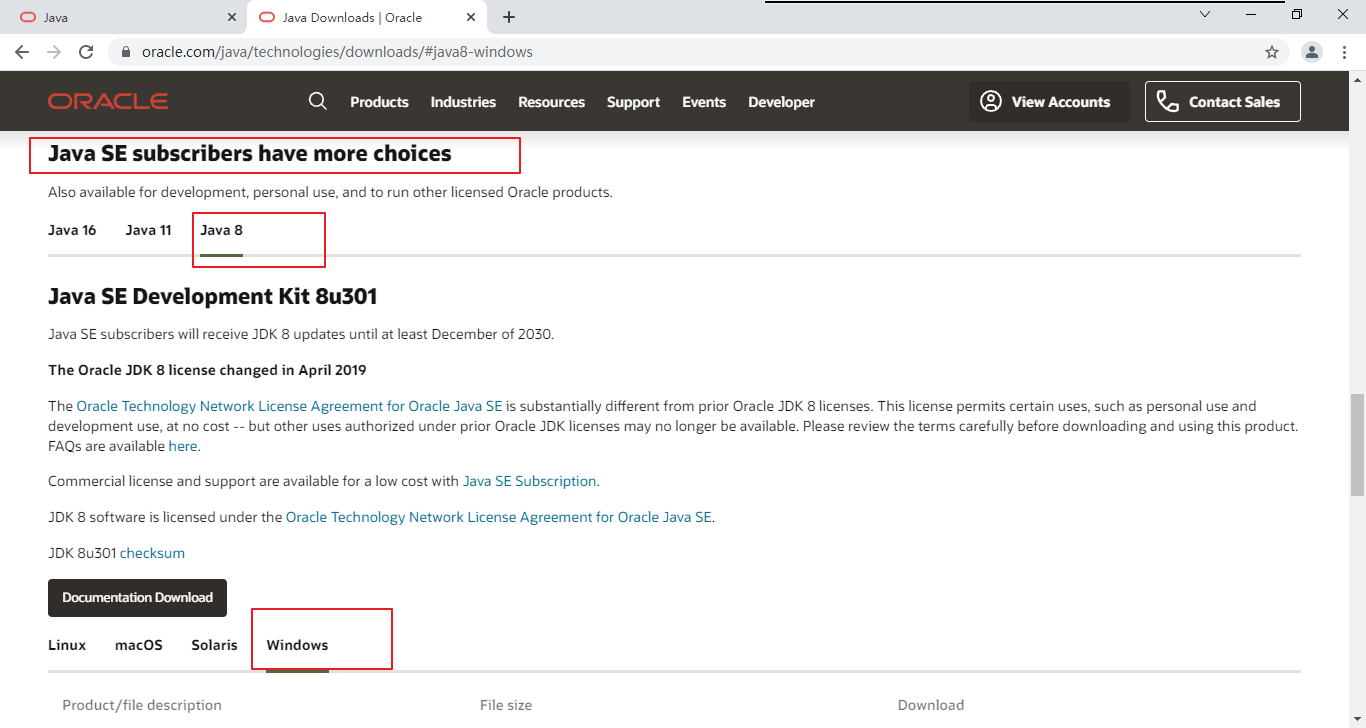 Java
Java Downloads | Oracle
oracle.com/java/technologies/downloads/#java8-windows
ORACLE Products Industries Resources Support Events Developer View Accounts Contact Sales
Java SE subscribers have more choices
Also available for development, personal use, and to run other licensed Oracle products.
Java 16 Java 11 Java 8
Java SE Development Kit 8u301
Java SE subscribers will receive JDK 8 updates until at least December of 2030.
The Oracle JDK 8 license changed in April 2019
The Oracle Technology Network License Agreement for Oracle Java SE is substantially different from prior Oracle JDK 8 licenses. This license permits certain uses, such as personal use and
development use, at no cost -- but other uses authorized under prior Oracle JDK licenses may no longer be available. Please review the terms carefully before downloading and using this product.
FAQs are available here.
Commercial license and support are available for a low cost with Java SE Subscription.
JDK 8 software is licensed under the Oracle Technology Network License Agreement for Oracle Java SE.
JDK 8u301 checksum
Documentation Download
Linux macOS Solaris Windows
Product/file description File size Download